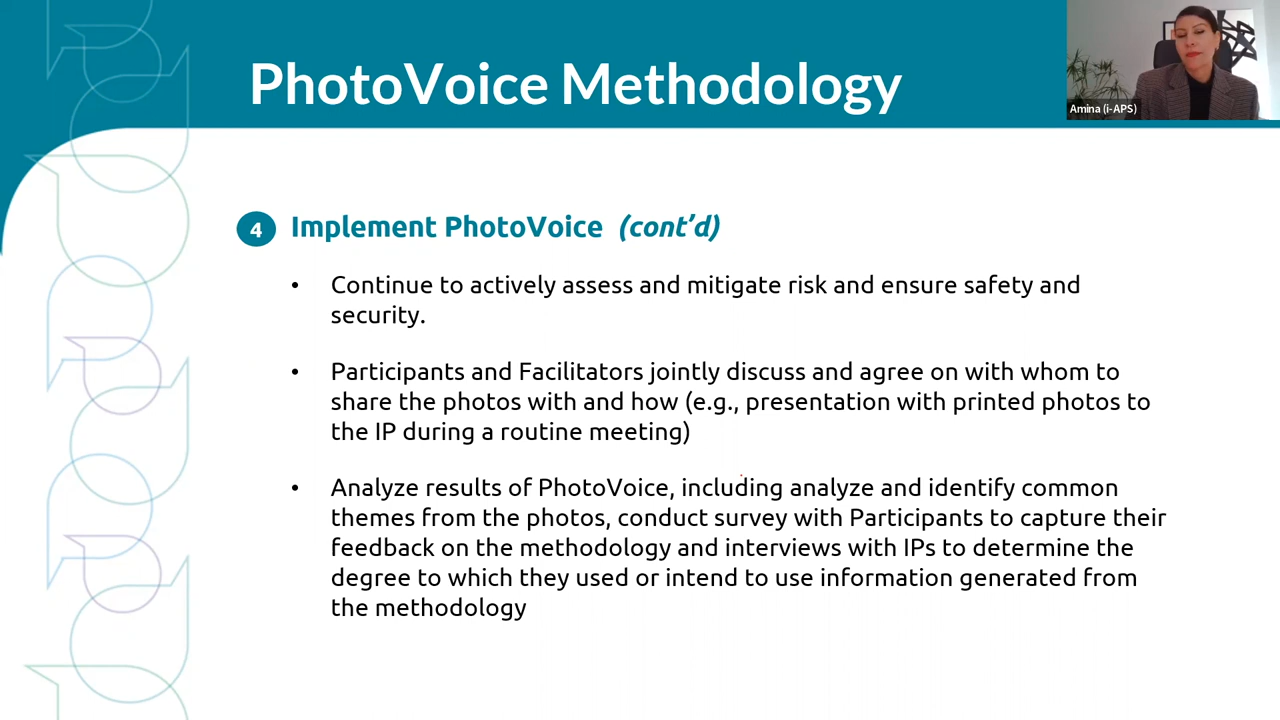 PhotoVoice Methodology
Amina (i-APS)
4 Implement PhotoVoice (cont’d)
• Continue to actively assess and mitigate risk and ensure safety and
security.
• Participants and Facilitators jointly discuss and agree on with whom to
share the photos with and how (e.g., presentation with printed photos to
the IP during a routine meeting)
• Analyze results of PhotoVoice, including analyze and identify common
themes from the photos, conduct survey with Participants to capture their
feedback on the methodology and interviews with IPs to determine the
degree to which they used or intend to use information generated from
the methodology